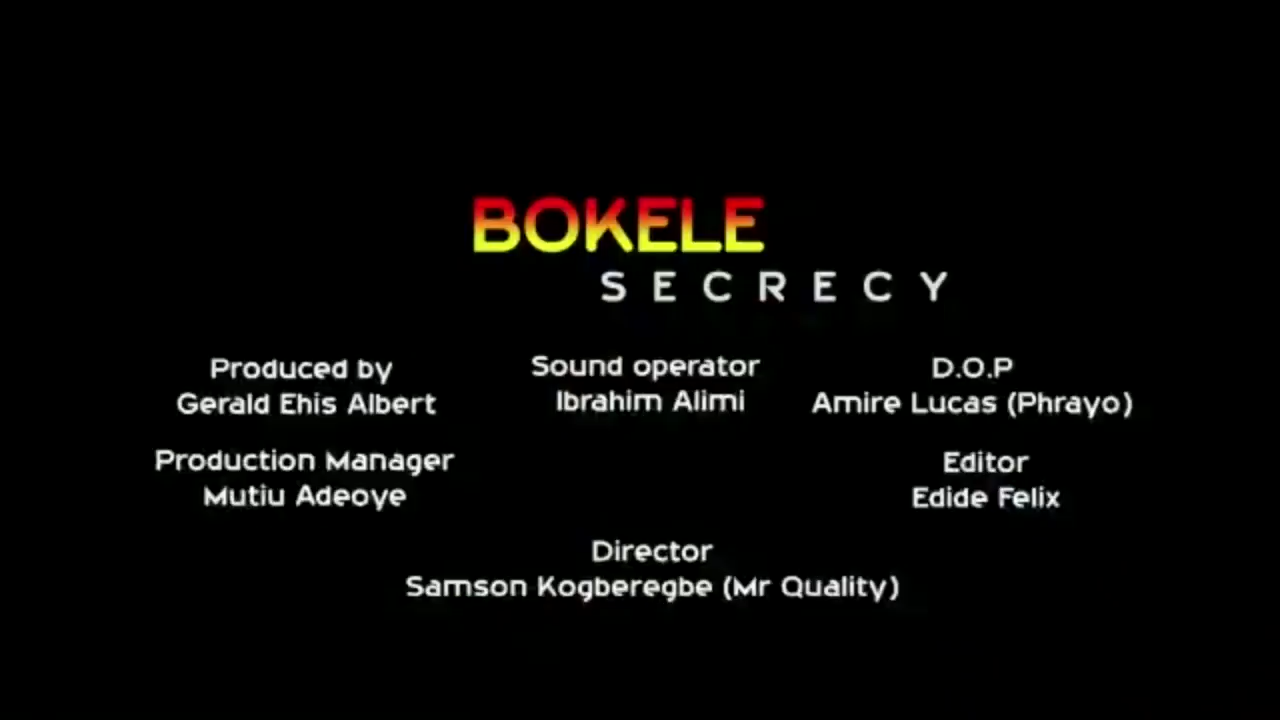 BOKELE
SECRECY
Produced by
Gerald Ehis Albert
Sound operator
Ibrahim Alimi
D.O.P
Amire Lucas (Phrayo)
Production Manager
Mutiu Adeoye
Editor
Edide Felix
Director
Samson Kogberegbe (Mr Quality)